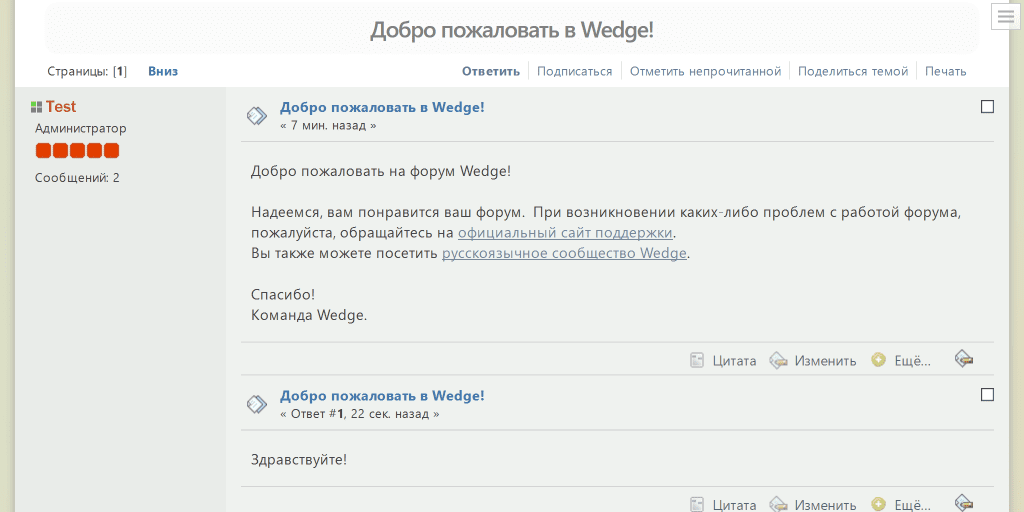 Добро пожаловать в Wedge!
Страницы: [1] Вниз Ответить Подписаться Отметить непрочитанной Поделиться темой Печать
Test
Администратор
Сообщений: 2
Добро пожаловать в Wedge!
« 7 мин. назад »
Добро пожаловать на форум Wedge!
Надеемся, вам понравится ваш форум. При возникновении каких-либо проблем с работой форума,
пожалуйста, обращайтесь на официальный сайт поддержки.
Вы также можете посетить русскоязычное сообщество Wedge.
Спасибо!
Команда Wedge.
Цитата Изменить Ещё...
Добро пожаловать в Wedge!
« Ответ #1, 22 сек. назад »
Здравствуйте!
Цитата Изменить Ещё...